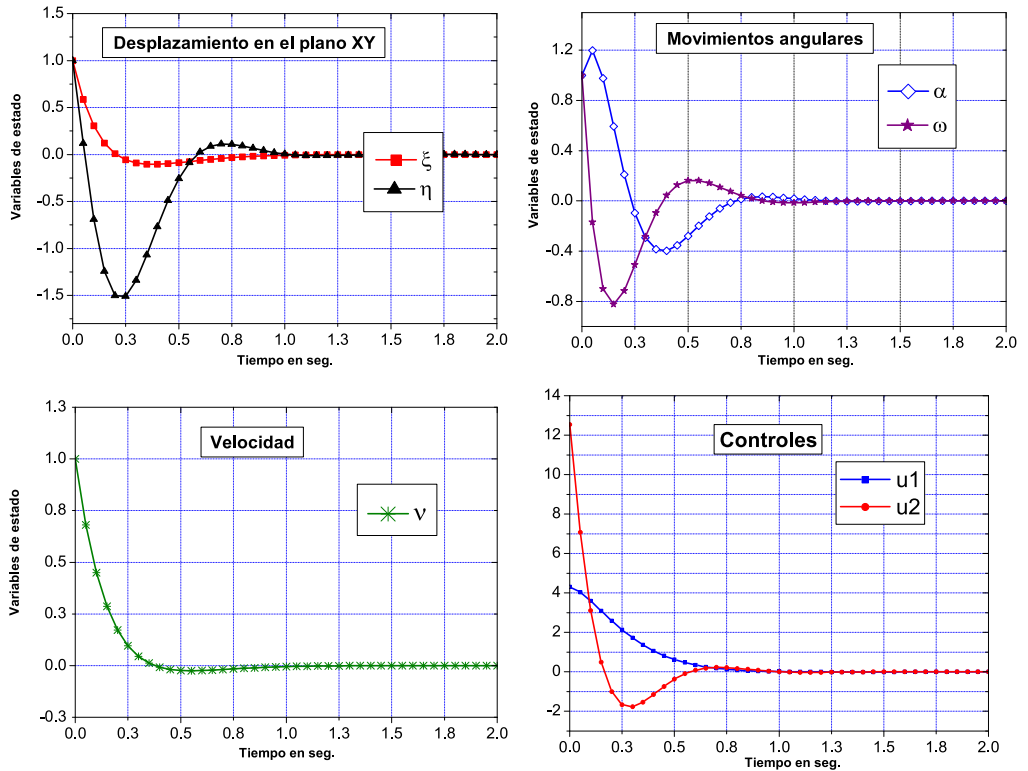 Desplazamiento en el plano XY
Variables de estado
1.0
0.5
0.0
-0.5
-1.0
-1.5
ξ
η
0.0 0.3 0.5 0.8 1.0 1.3 1.5 1.8 2.0
Tiempo en seg.
Movimientos angulares
Variables de estado
1.2
0.8
0.4
0.0
-0.4
-0.8
α
ω
0.0 0.3 0.5 0.8 1.0 1.3 1.5 1.8 2.0
Tiempo en seg.
Velocidad
Variables de estado
1.3
1.0
0.8
0.5
0.3
0.0
-0.3
ν
0.0 0.3 0.5 0.8 1.0 1.3 1.5 1.8 2.0
Tiempo en seg.
Controles
14
12
10
8
6
4
2
0
-2
u1
u2
0.0 0.3 0.5 0.8 1.0 1.3 1.5 1.8 2.0
Tiempo en seg.